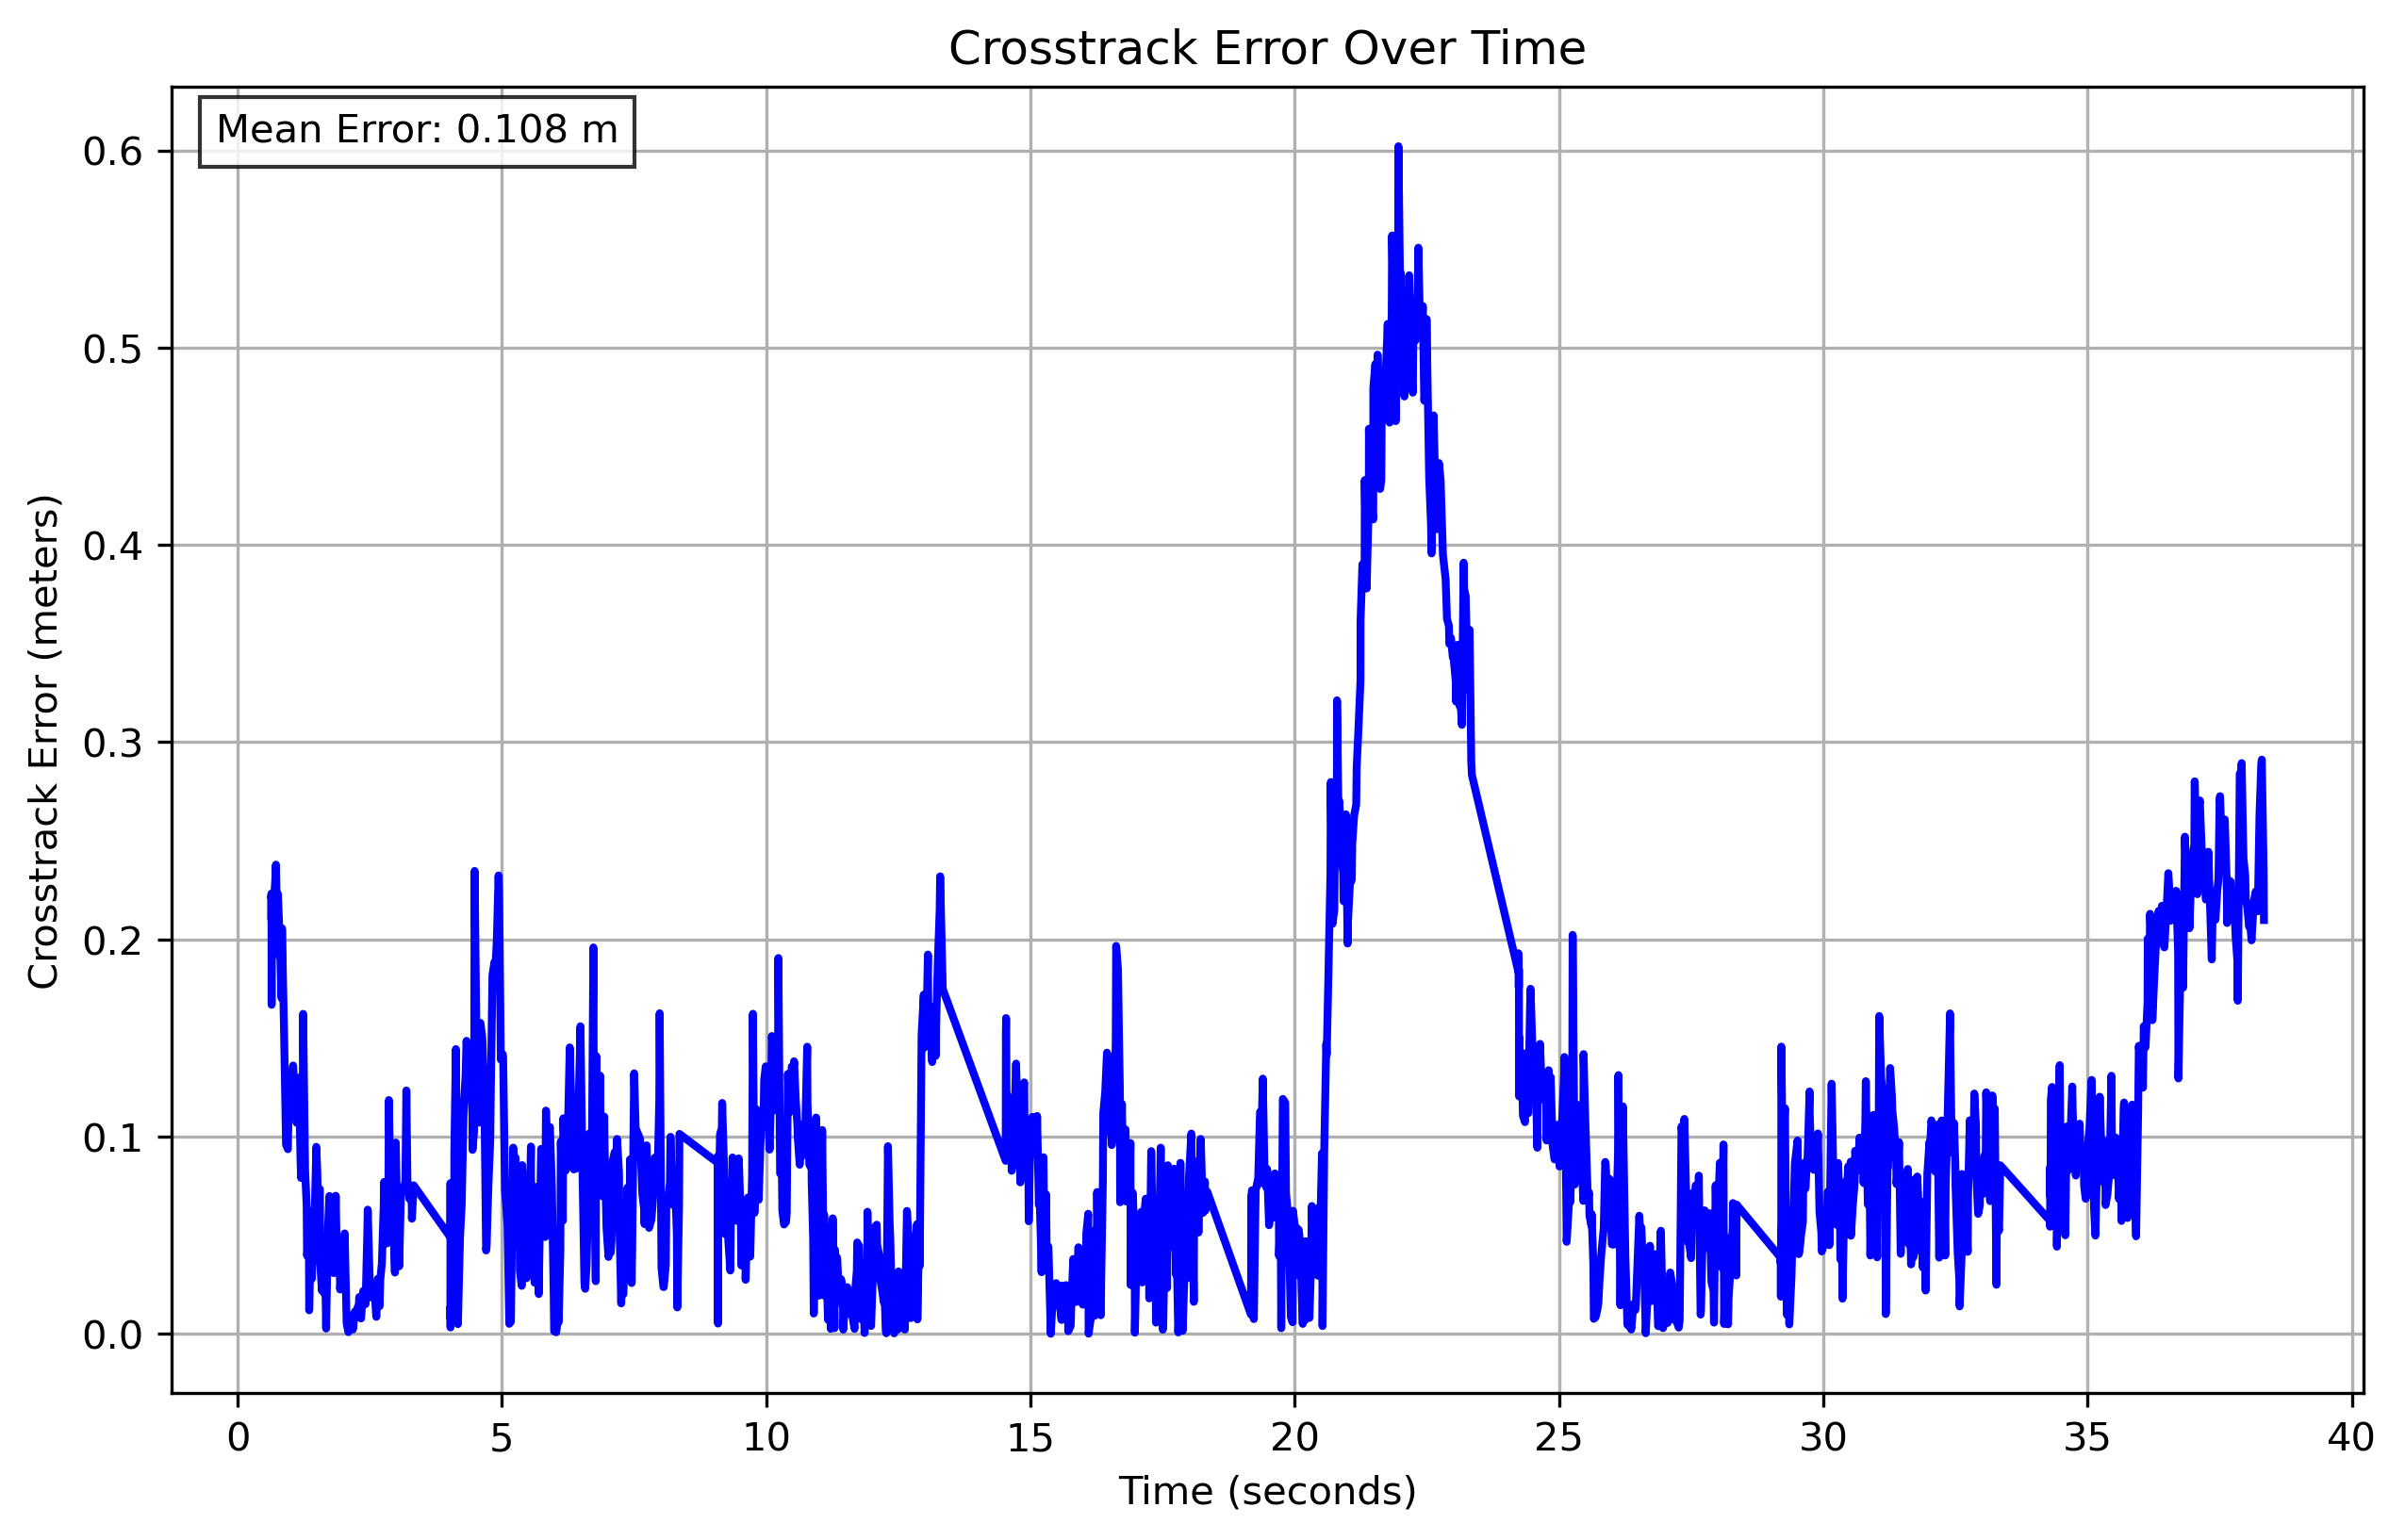 Crosstrack Error Over Time
Mean Error: 0.108 m
Crosstrack Error (meters)
0.6
0.5
0.4
0.3
0.2
0.1
0.0
0 5 10 15 20 25 30 35 40
Time (seconds)